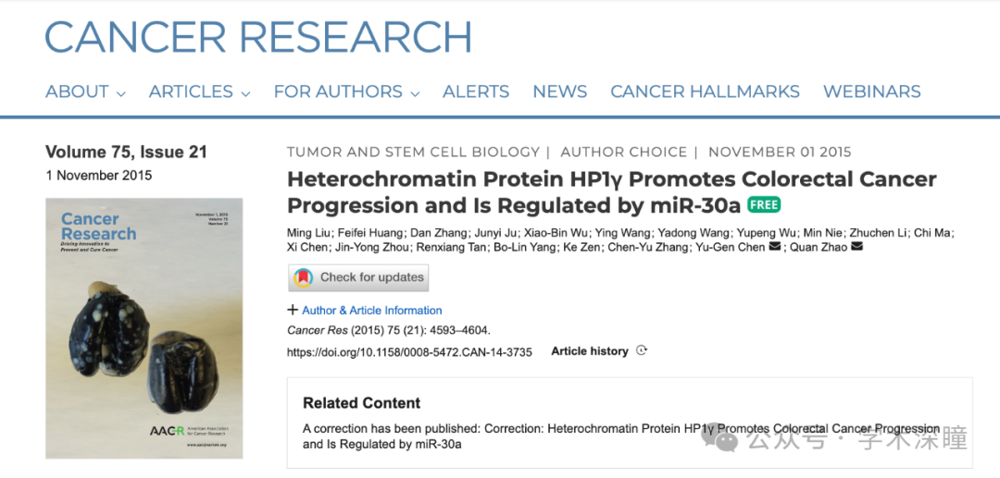 CANCER RESEARCH
ABOUT ARTICLES FOR AUTHORS ALERTS NEWS CANCER HALLMARKS WEBINARS
Volume 75, Issue 21
1 November 2015
Cancer
Research
Driving Innovation to
Prevent and Cure Cancer
November 1, 2015
Volume 75
Number 21
AACR American Association
for Cancer Research
www.aacrjournals.org
TUMOR AND STEM CELL BIOLOGY | AUTHOR CHOICE | NOVEMBER 01 2015
Heterochromatin Protein HP1γ Promotes Colorectal Cancer
Progression and Is Regulated by miR-30a FREE
Ming Liu; Feifei Huang; Dan Zhang; Junyi Ju; Xiao-Bin Wu; Ying Wang; Yadong Wang; Yupeng Wu; Min Nie; Zhuchen Li; Chi Ma;
Xi Chen; Jin-Yong Zhou; Renxiang Tan; Bo-Lin Yang; Ke Zen; Chen-Yu Zhang; Yu-Gen Chen ; Quan Zhao
Check for updates
+ Author & Article Information
Cancer Res (2015) 75 (21): 4593–4604.
https://doi.org/10.1158/0008-5472.CAN-14-3735 Article history
Related Content
A correction has been published: Correction: Heterochromatin Protein HP1γ Promotes Colorectal Cancer Progression
and Is Regulated by miR-30a
公众号 · 学术深瞳